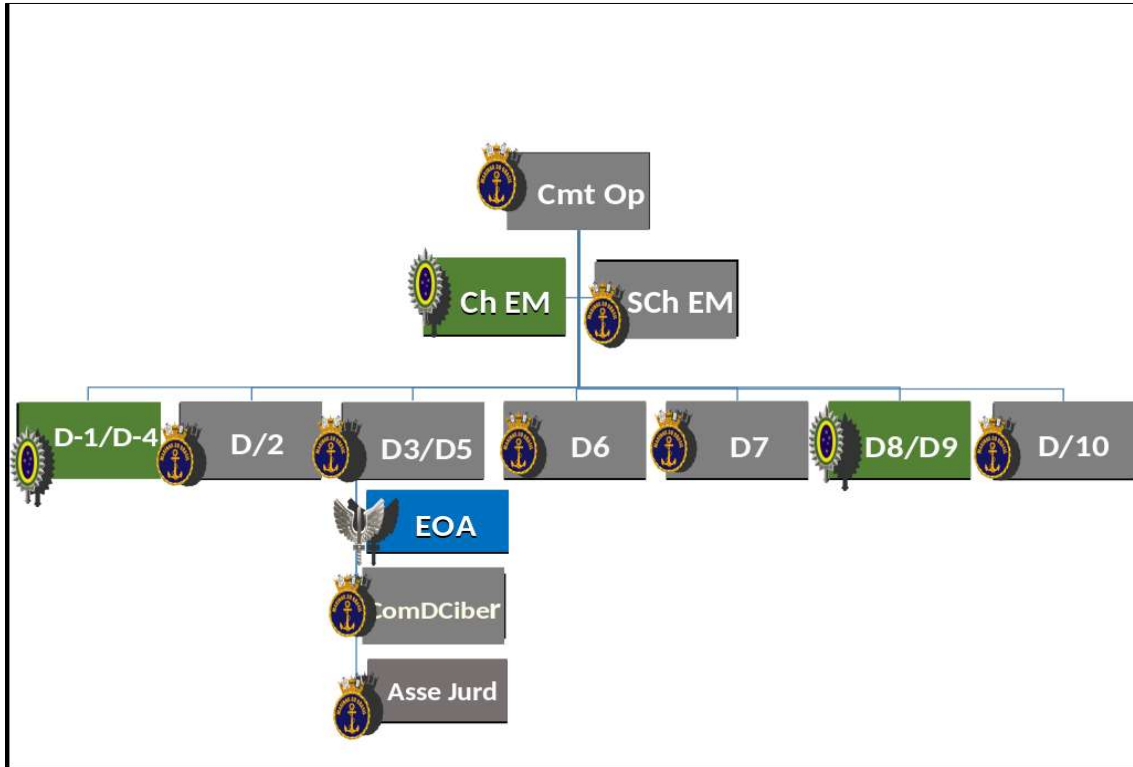 Cmt Op
Ch EM
SCh EM
D-1/D-4
D/2
D3/D5
D6
D7
D8/D9
D/10
EOA
ComDCiber
Asse Jurd